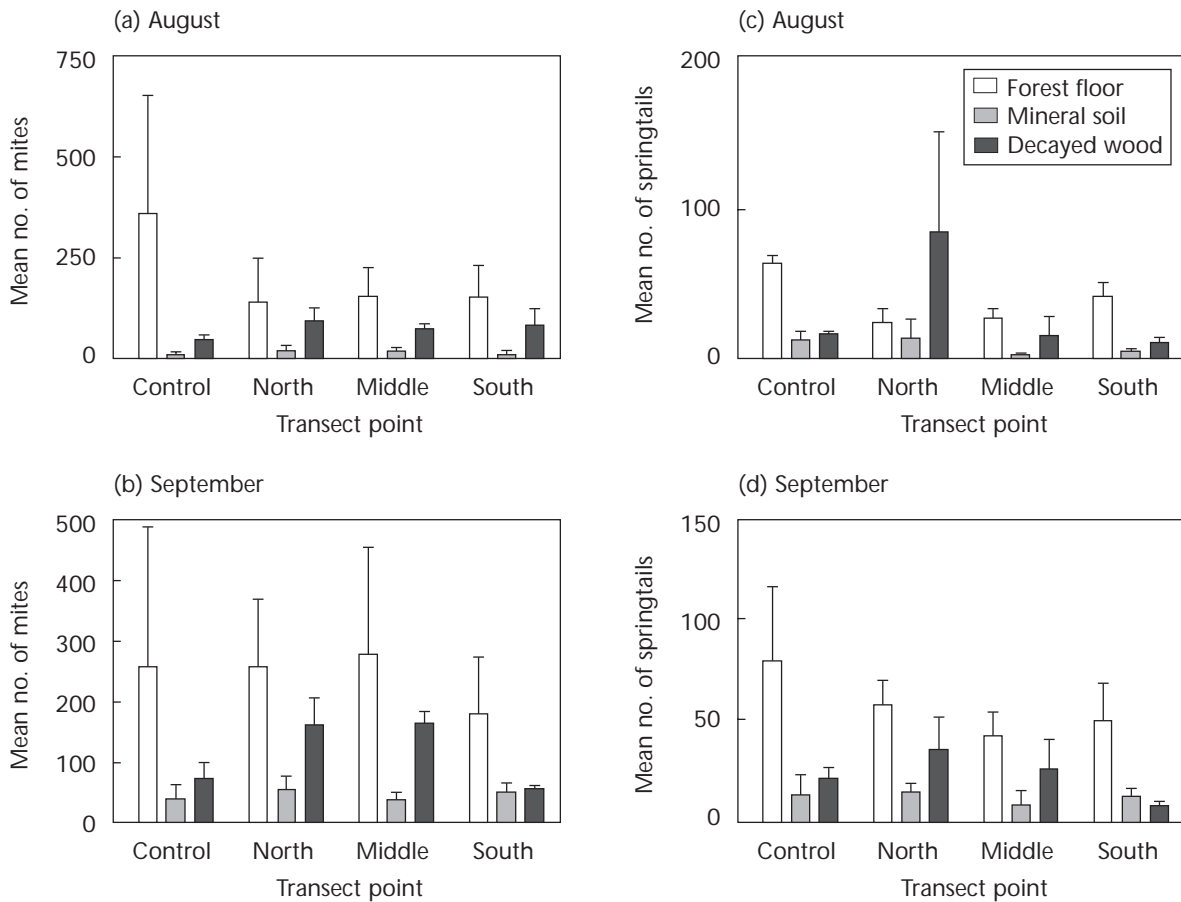 (a) August
750
500
250
0
Mean no. of mites
Control North Middle South
Transect point
(c) August
200
100
0
Mean no. of springtails
Forest floor
Mineral soil
Decayed wood
Control North Middle South
Transect point
(b) September
500
400
300
200
100
0
Mean no. of mites
Control North Middle South
Transect point
(d) September
150
100
50
0
Mean no. of springtails
Control North Middle South
Transect point